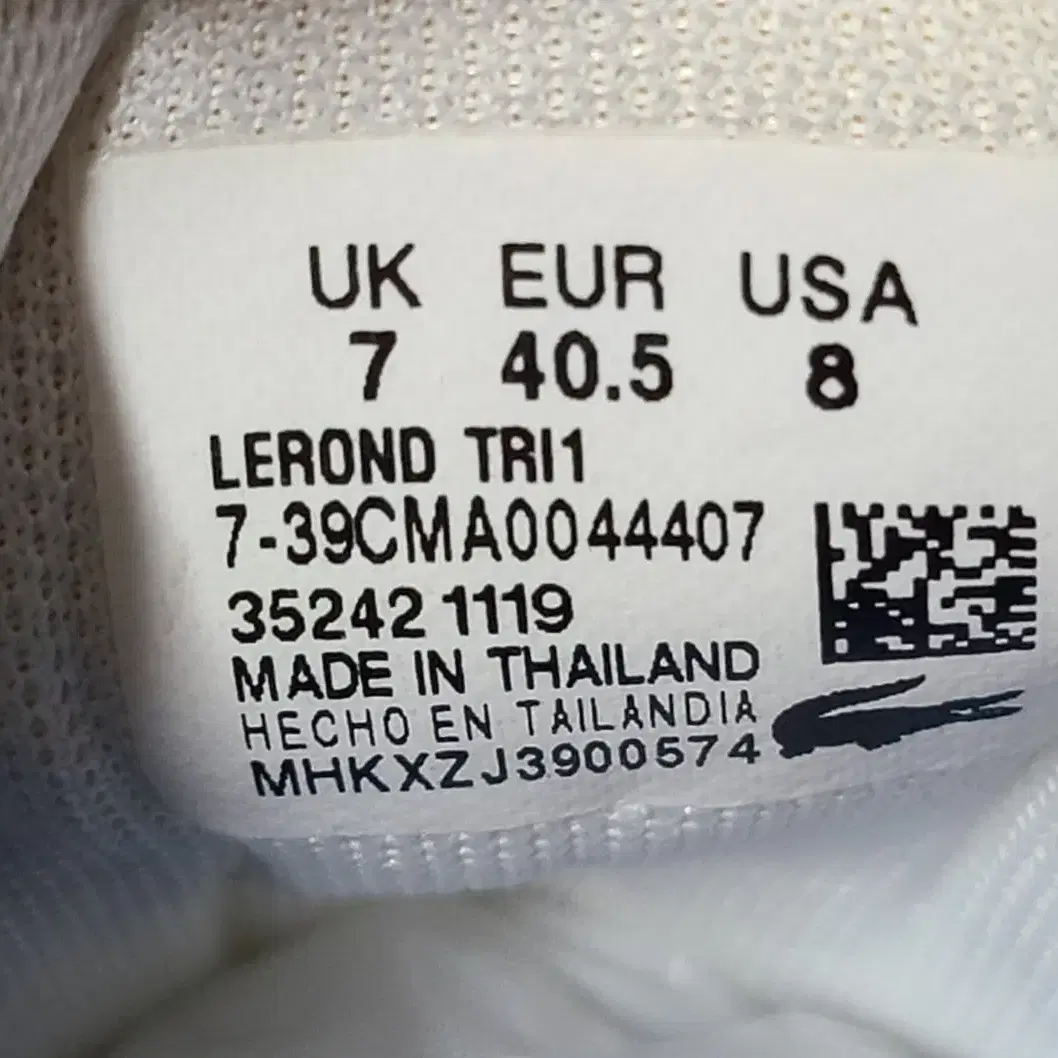 UK EUR USA
7 40.5 8
LEROND TRI1
7-39CMA0044407
35242 1119
MADE IN THAILAND
HECHO EN TAILANDIA
MHKXZJ3900574